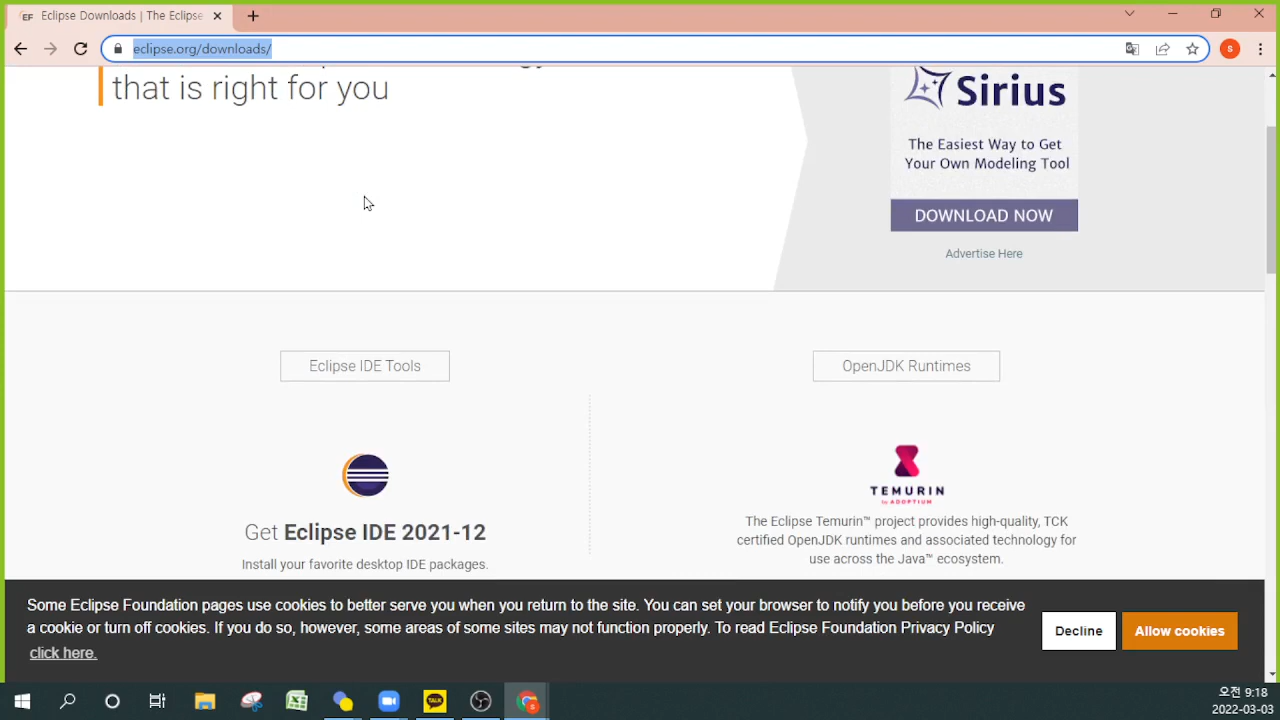 EF Eclipse Downloads | The Eclipse
eclipse.org/downloads/
S
that is right for you
Sirius
The Easiest Way to Get
Your Own Modeling Tool
DOWNLOAD NOW
Advertise Here
Eclipse IDE Tools
OpenJDK Runtimes
TEMURIN
by ADOPTIUM
Get Eclipse IDE 2021-12
Install your favorite desktop IDE packages.
The Eclipse Temurin™ project provides high-quality, TCK
certified OpenJDK runtimes and associated technology for
use across the Java™ ecosystem.
Some Eclipse Foundation pages use cookies to better serve you when you return to the site. You can set your browser to notify you before you receive
a cookie or turn off cookies. If you do so, however, some areas of some sites may not function properly. To read Eclipse Foundation Privacy Policy
click here.
Decline
Allow cookies
TALK
S
오전 9:18
2022-03-03